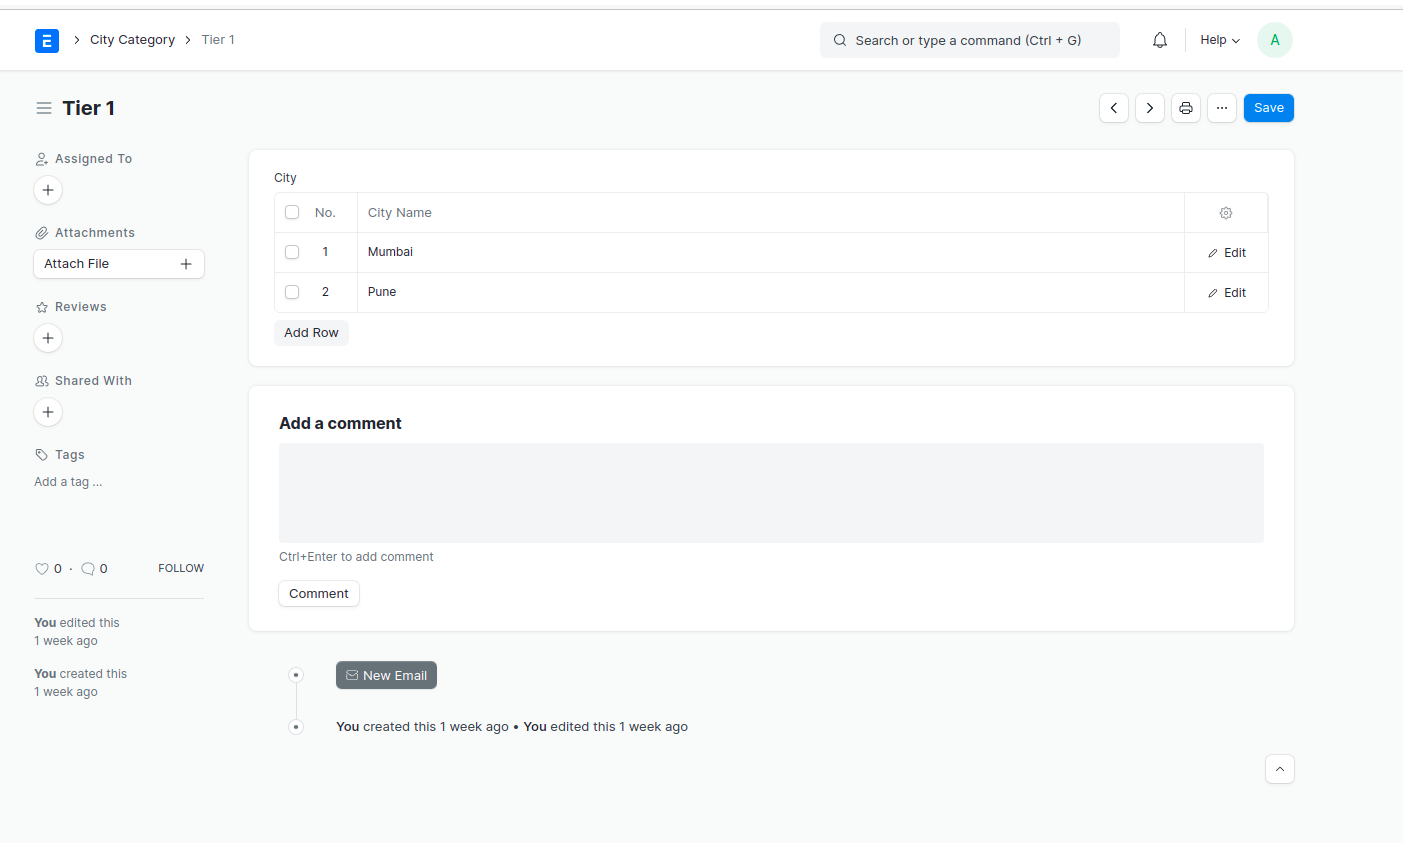 E
City Category
Tier 1
Search or type a command (Ctrl + G)
Help
A
Tier 1
Save
Assigned To
Attachments
Attach File
Reviews
Shared With
Tags
Add a tag ...
0 · 0
FOLLOW
You edited this
1 week ago
You created this
1 week ago
City
No. City Name
1 Mumbai Edit
2 Pune Edit
Add Row
Add a comment
Ctrl+Enter to add comment
Comment
New Email
You created this 1 week ago • You edited this 1 week ago